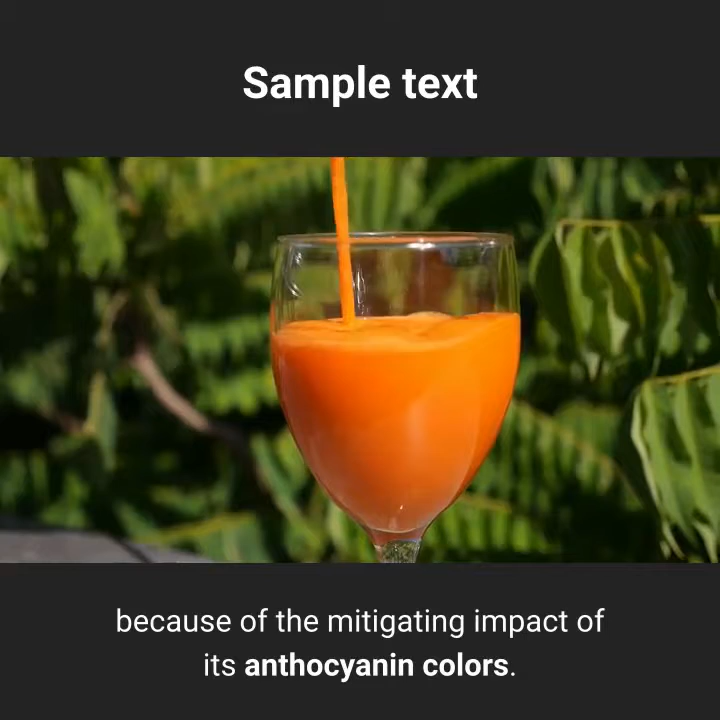 Sample text
because of the mitigating impact of
its anthocyanin colors.